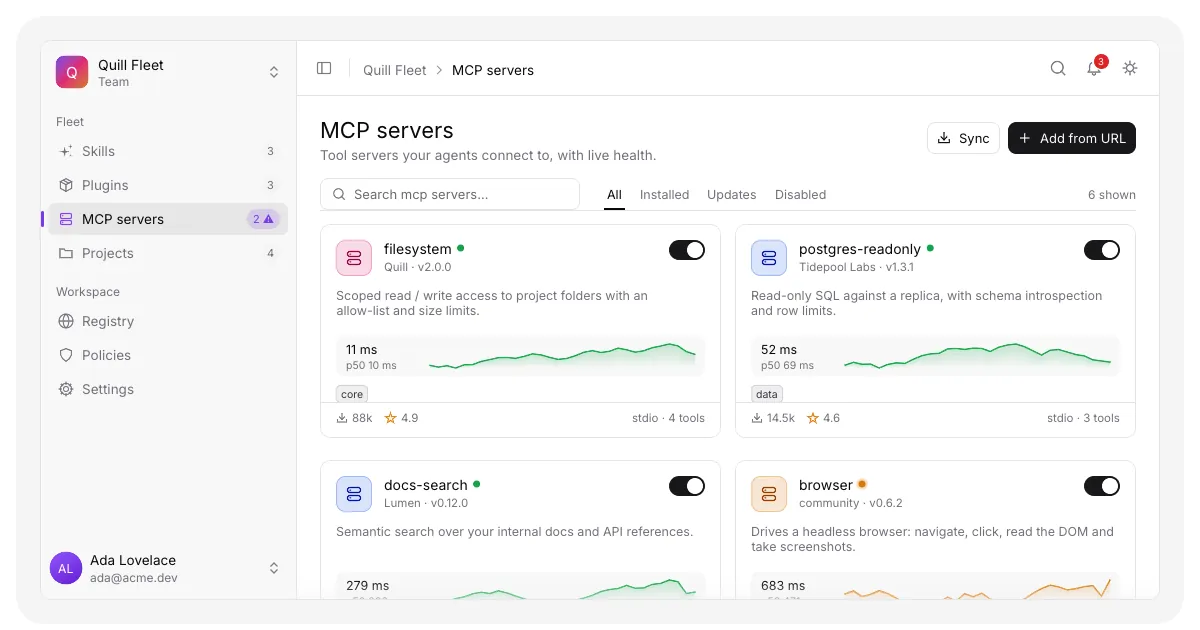 Q
Quill Fleet
Team
Fleet
Skills 3
Plugins 3
MCP servers 2
Projects 4
Workspace
Registry
Policies
Settings
AL
Ada Lovelace
ada@acme.dev
Quill Fleet > MCP servers
3
MCP servers
Tool servers your agents connect to, with live health.
Sync
+ Add from URL
Search mcp servers...
All Installed Updates Disabled
6 shown
filesystem
Quill · v2.0.0
Scoped read / write access to project folders with an
allow-list and size limits.
11 ms
p50 10 ms
core
88k 4.9 stdio · 4 tools
postgres-readonly
Tidepool Labs · v1.3.1
Read-only SQL against a replica, with schema introspection
and row limits.
52 ms
p50 69 ms
data
14.5k 4.6 stdio · 3 tools
docs-search
Lumen · v0.12.0
Semantic search over your internal docs and API references.
279 ms
browser
community · v0.6.2
Drives a headless browser: navigate, click, read the DOM and
take screenshots.
683 ms